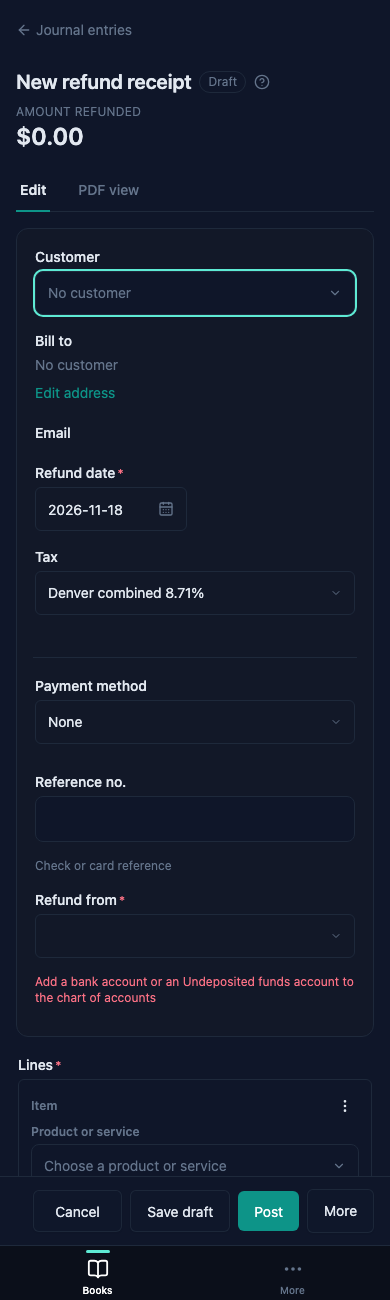 Journal entries
New refund receipt Draft
AMOUNT REFUNDED
$0.00
Edit PDF view
Customer
No customer
Bill to
No customer
Edit address
Email
Refund date *
2026-11-18
Tax
Denver combined 8.71%
Payment method
None
Reference no.
Check or card reference
Refund from *
Add a bank account or an Undeposited funds account to
the chart of accounts
Lines *
Item
Product or service
Choose a product or service
Cancel Save draft Post More
Books More